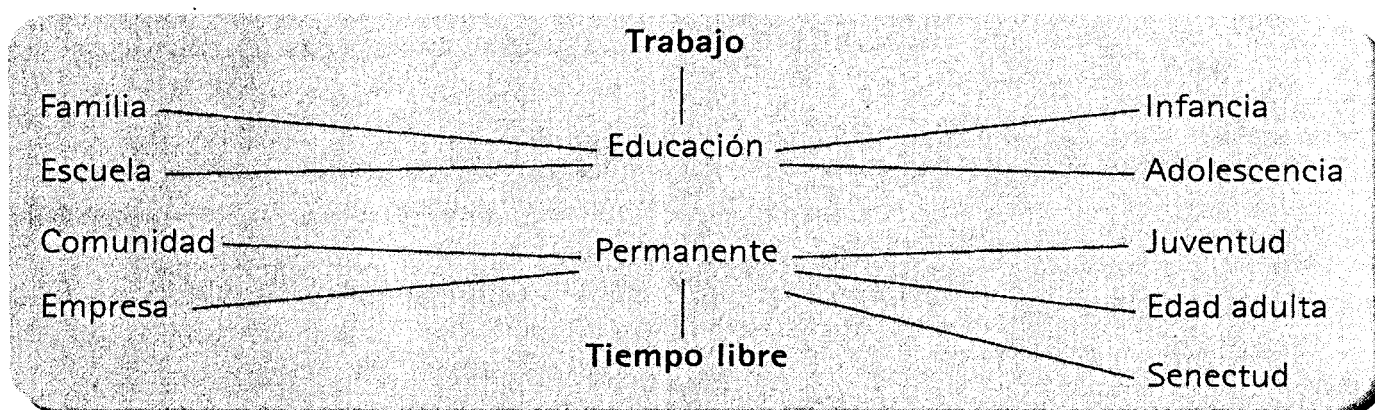 Trabajo
Familia
Infancia
Educación
Escuela
Adolescencia
Comunidad
Permanente
Juventud
Empresa
Edad adulta
Tiempo libre
Senectud